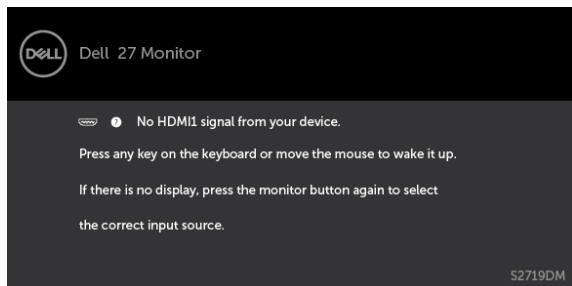 DELL Dell 27 Monitor
? No HDMI1 signal from your device.
Press any key on the keyboard or move the mouse to wake it up.
If there is no display, press the monitor button again to select
the correct input source.
S2719DM